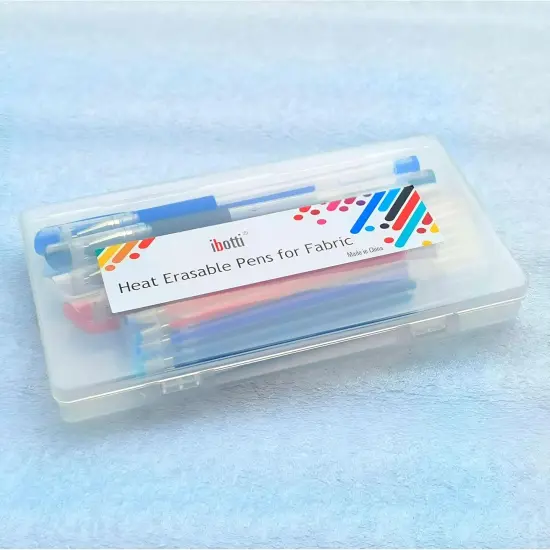 ibotti
Heat Erasable Pens for Fabric
Made in China